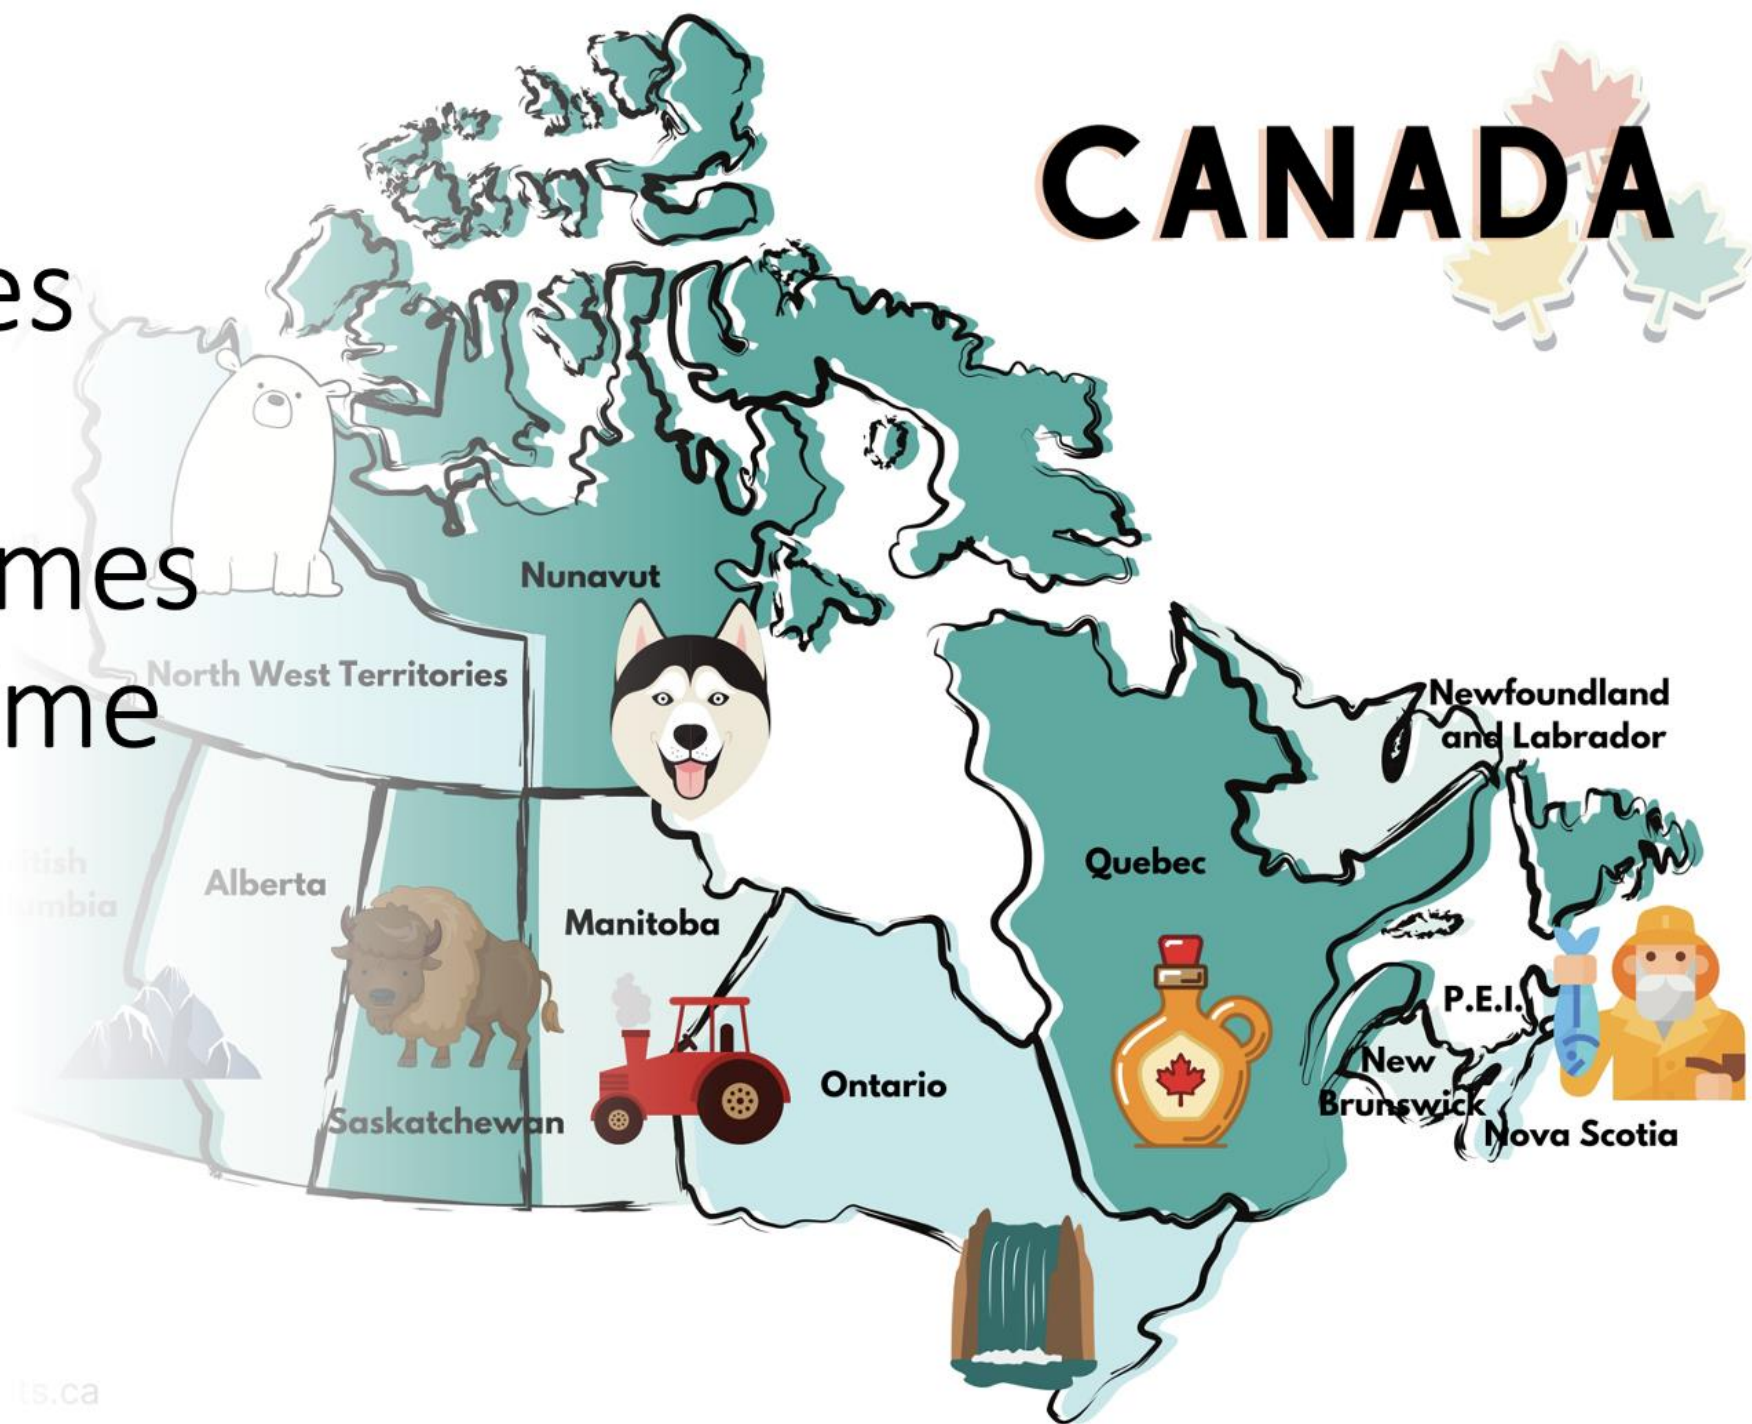 CANADA
es
mes
me
Nunavut
North West Territories
Newfoundland
and Labrador
Quebec
Alberta
Manitoba
P.E.I.
Ontario
New
Brunswick
Saskatchewan
Nova Scotia